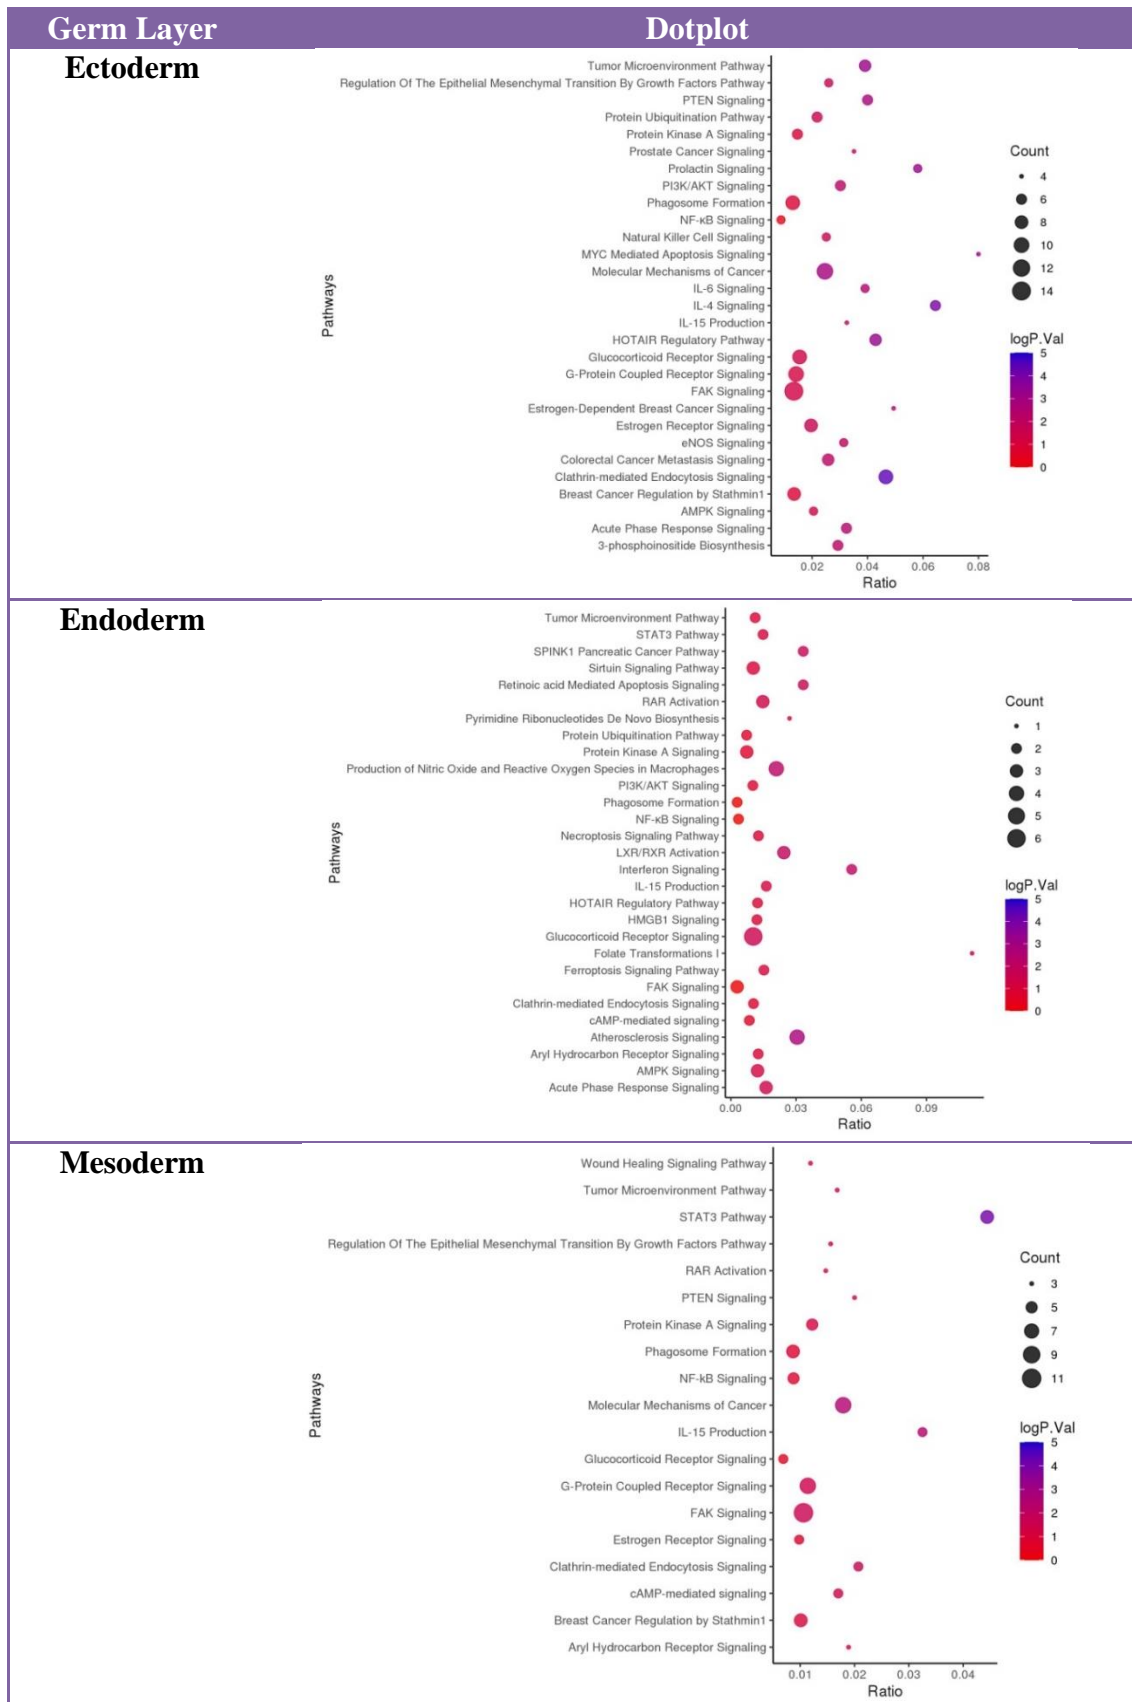 Germ Layer Dotplot
Ectoderm
Pathways
Tumor Microenvironment Pathway
Regulation Of The Epithelial Mesenchymal Transition By Growth Factors Pathway
PTEN Signaling
Protein Ubiquitination Pathway
Protein Kinase A Signaling
Prostate Cancer Signaling
Prolactin Signaling
PI3K/AKT Signaling
Phagosome Formation
NF-κB Signaling
Natural Killer Cell Signaling
MYC Mediated Apoptosis Signaling
Molecular Mechanisms of Cancer
IL-6 Signaling
IL-4 Signaling
IL-15 Production
HOTAIR Regulatory Pathway
Glucocorticoid Receptor Signaling
G-Protein Coupled Receptor Signaling
FAK Signaling
Estrogen-Dependent Breast Cancer Signaling
Estrogen Receptor Signaling
eNOS Signaling
Colorectal Cancer Metastasis Signaling
Clathrin-mediated Endocytosis Signaling
Breast Cancer Regulation by Stathmin1
AMPK Signaling
Acute Phase Response Signaling
3-phosphoinositide Biosynthesis
0.02 0.04 0.06 0.08
Ratio
Count
4
6
8
10
12
14
logP.Val
5
4
3
2
1
0
Endoderm
Pathways
Tumor Microenvironment Pathway
STAT3 Pathway
SPINK1 Pancreatic Cancer Pathway
Sirtuin Signaling Pathway
Retinoic acid Mediated Apoptosis Signaling
RAR Activation
Pyrimidine Ribonucleotides De Novo Biosynthesis
Protein Ubiquitination Pathway
Protein Kinase A Signaling
Production of Nitric Oxide and Reactive Oxygen Species in Macrophages
PI3K/AKT Signaling
Phagosome Formation
NF-κB Signaling
Necroptosis Signaling Pathway
LXR/RXR Activation
Interferon Signaling
IL-15 Production
HOTAIR Regulatory Pathway
HMGB1 Signaling
Glucocorticoid Receptor Signaling
Folate Transformations I
Ferroptosis Signaling Pathway
FAK Signaling
Clathrin-mediated Endocytosis Signaling
cAMP-mediated signaling
Atherosclerosis Signaling
Aryl Hydrocarbon Receptor Signaling
AMPK Signaling
Acute Phase Response Signaling
0.00 0.03 0.06 0.09
Ratio
Count
1
2
3
4
5
6
logP.Val
5
4
3
2
1
0
Mesoderm
Pathways
Wound Healing Signaling Pathway
Tumor Microenvironment Pathway
STAT3 Pathway
Regulation Of The Epithelial Mesenchymal Transition By Growth Factors Pathway
RAR Activation
PTEN Signaling
Protein Kinase A Signaling
Phagosome Formation
NF-kB Signaling
Molecular Mechanisms of Cancer
IL-15 Production
Glucocorticoid Receptor Signaling
G-Protein Coupled Receptor Signaling
FAK Signaling
Estrogen Receptor Signaling
Clathrin-mediated Endocytosis Signaling
cAMP-mediated signaling
Breast Cancer Regulation by Stathmin1
Aryl Hydrocarbon Receptor Signaling
0.01 0.02 0.03 0.04
Ratio
Count
3
5
7
9
11
logP.Val
5
4
3
2
1
0